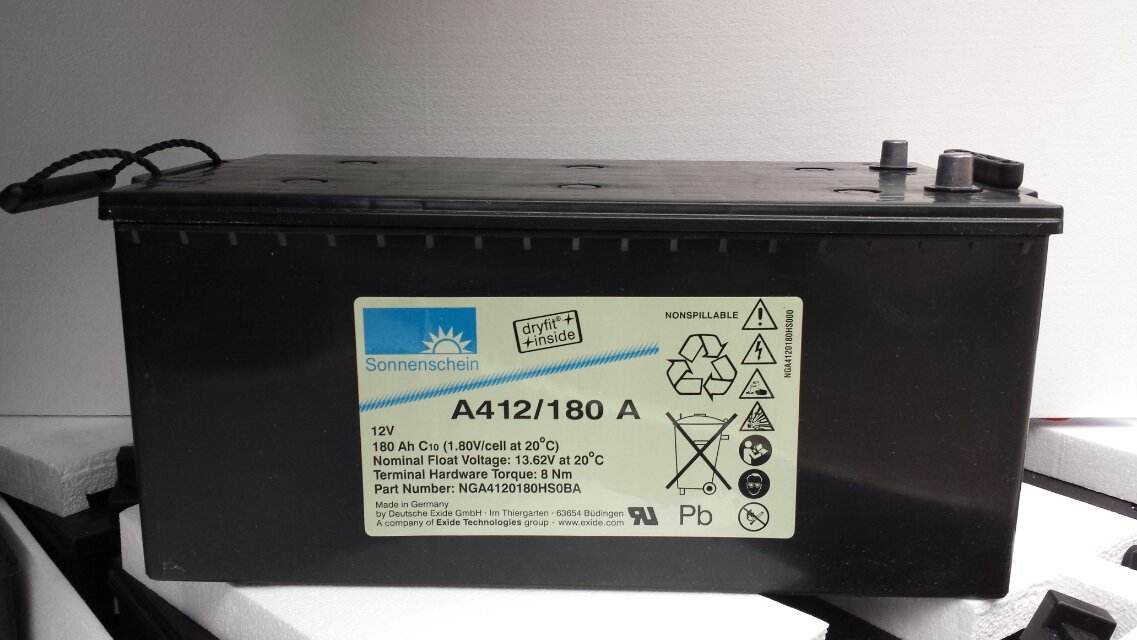 Sonnenschein
dryfit®
inside
A412/180 A
12V
180 Ah C10 (1.80V/cell at 20°C)
Nominal Float Voltage: 13.62V at 20°C
Terminal Hardware Torque: 8 Nm
Part Number: NGA4120180HS0BA
Made in Germany
by Deutsche Exide GmbH · Im Thiergarten · 63654 Büdingen
A company of Exide Technologies group · www.exide.com
NONSPILLABLE
NGA4120180HS000
Pb